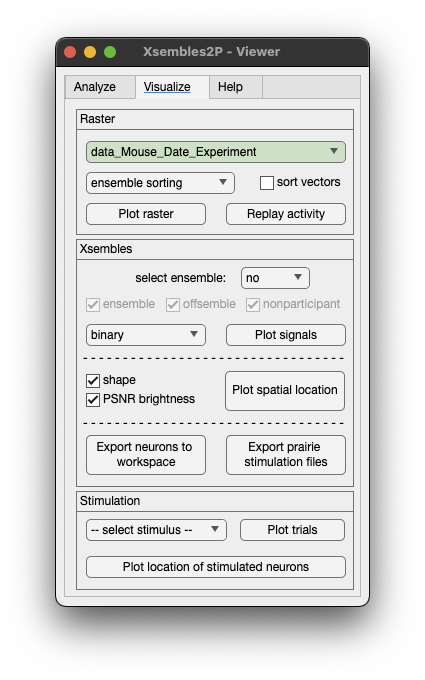 Xsembles2P - Viewer
Analyze Visualize Help
Raster
data_Mouse_Date_Experiment
ensemble sorting sort vectors
Plot raster Replay activity
Xsembles
select ensemble: no
ensemble offsemble nonparticipant
binary Plot signals
shape
PSNR brightness
Plot spatial location
Export neurons to
workspace
Export prairie
stimulation files
Stimulation
-- select stimulus -- Plot trials
Plot location of stimulated neurons